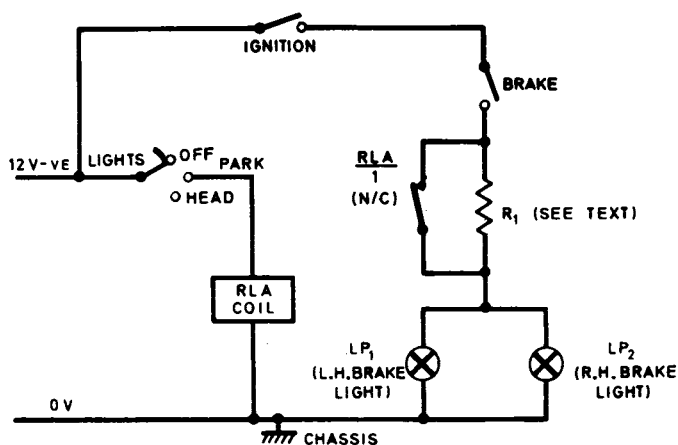 IGNITION
BRAKE
12V-VE LIGHTS OFF PARK
HEAD
RLA
1
(N/C)
R1 (SEE TEXT)
RLA
COIL
LP1
(L.H.BRAKE
LIGHT)
LP2
(R.H.BRAKE
LIGHT)
0V
CHASSIS